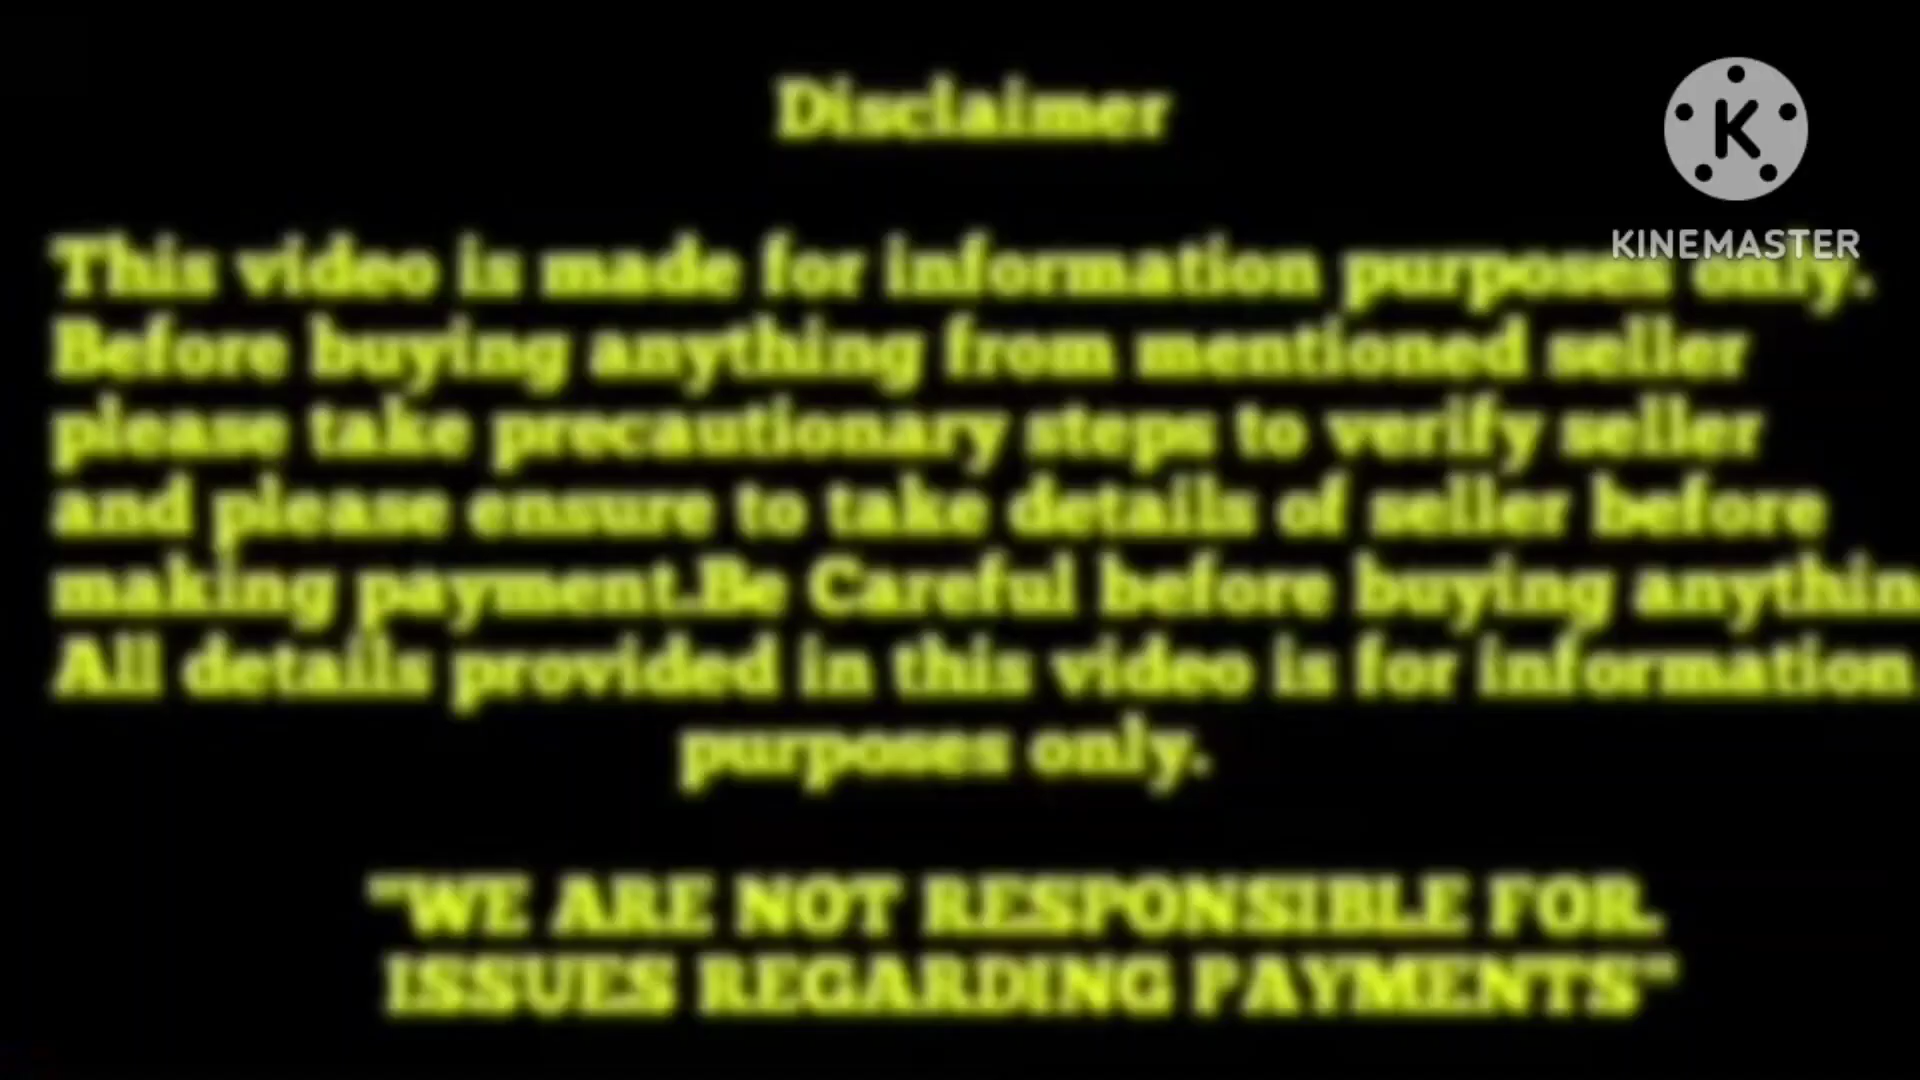 Disclaimer
K
KINEMASTER
This video is made for information purposes only.
Before buying anything from mentioned seller
please take precautionary steps to verify seller
and please ensure to take details of seller before
making payment.Be Careful before buying anythin
All details provided in this video is for information
purposes only.
"WE ARE NOT RESPONSIBLE FOR.
ISSUES REGARDING PAYMENTS"